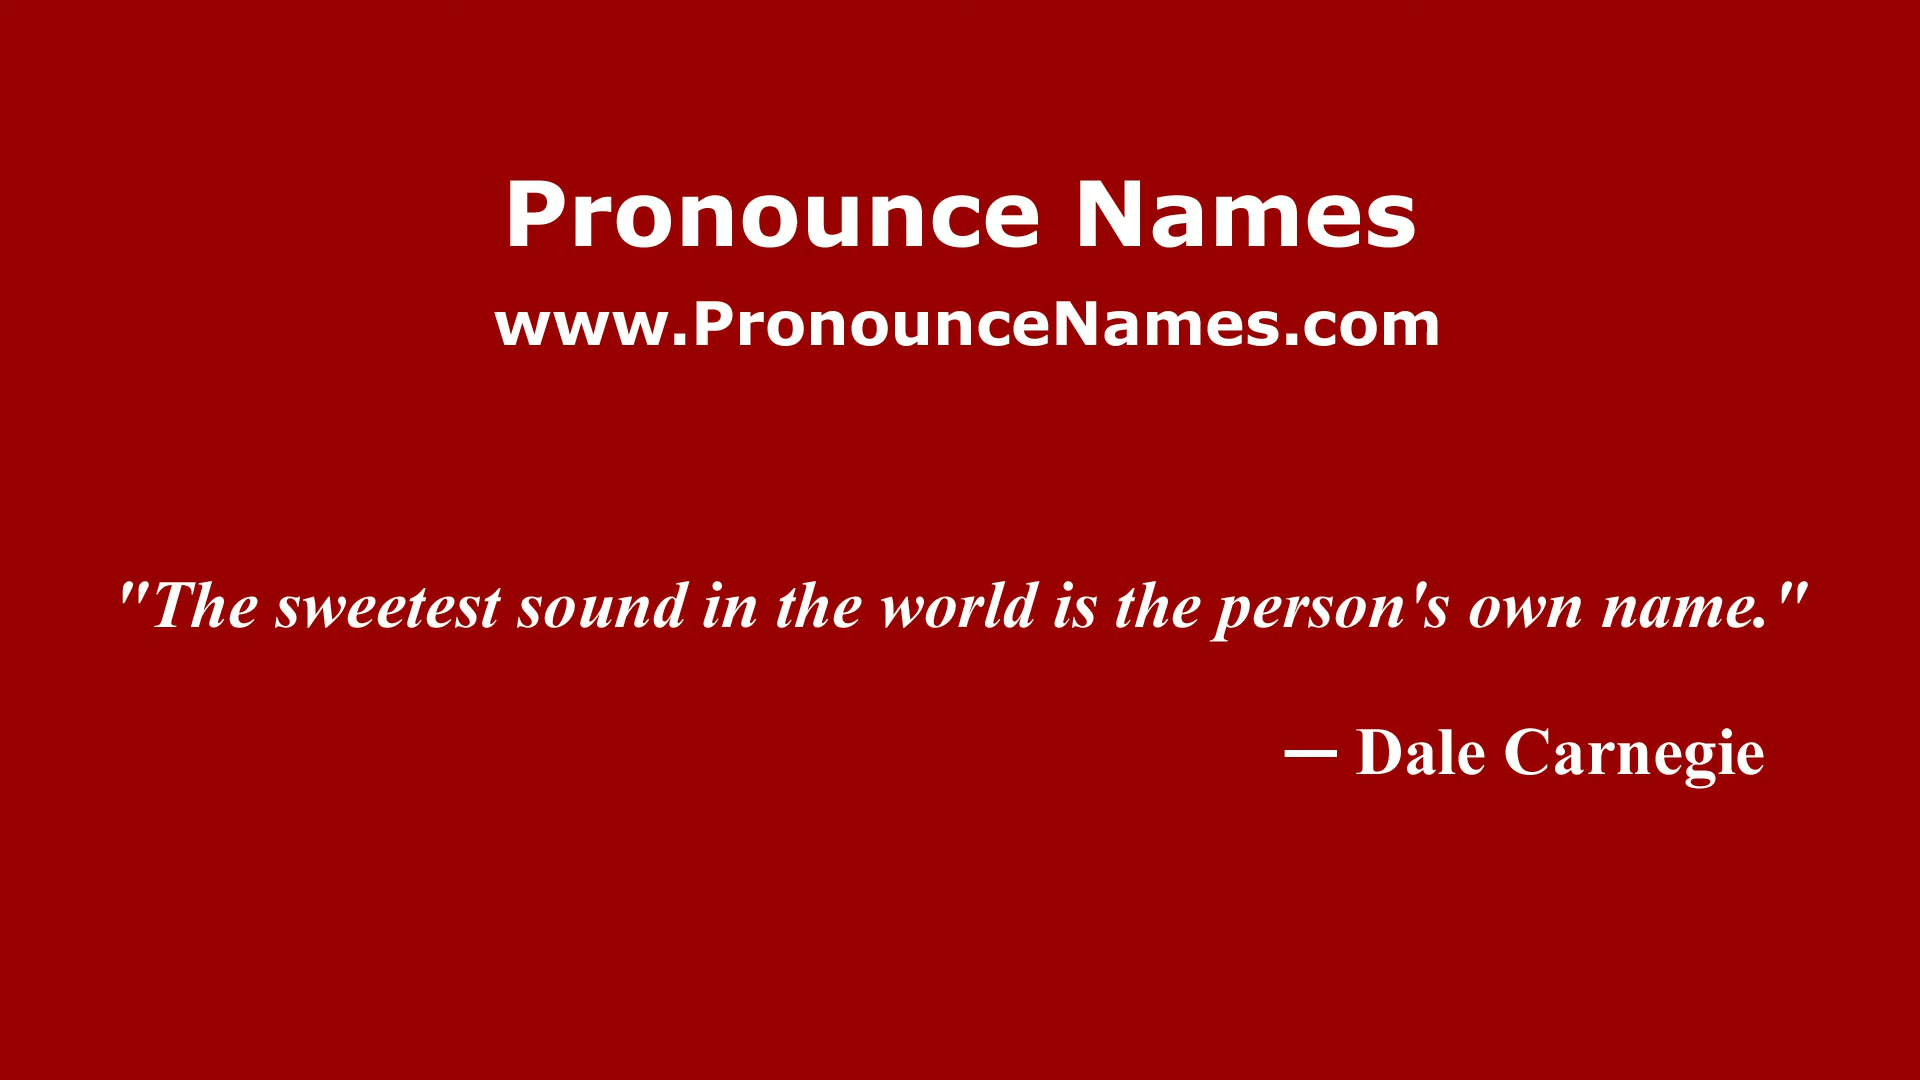 Pronounce Names
www.PronounceNames.com
"The sweetest sound in the world is the person's own name."
— Dale Carnegie